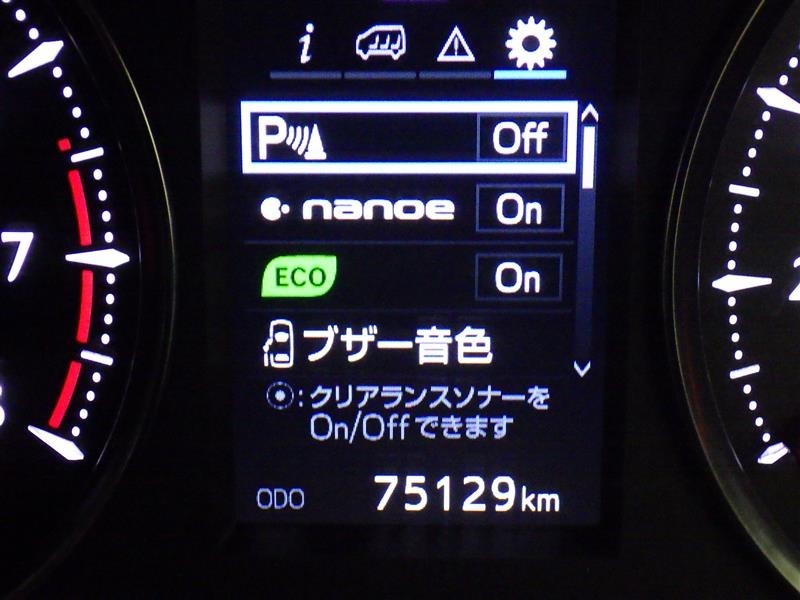 i
P Off
nanoe On
ECO On
ブザー音色
:クリアランスソナーを
On/Offできます
ODO 75129km
7